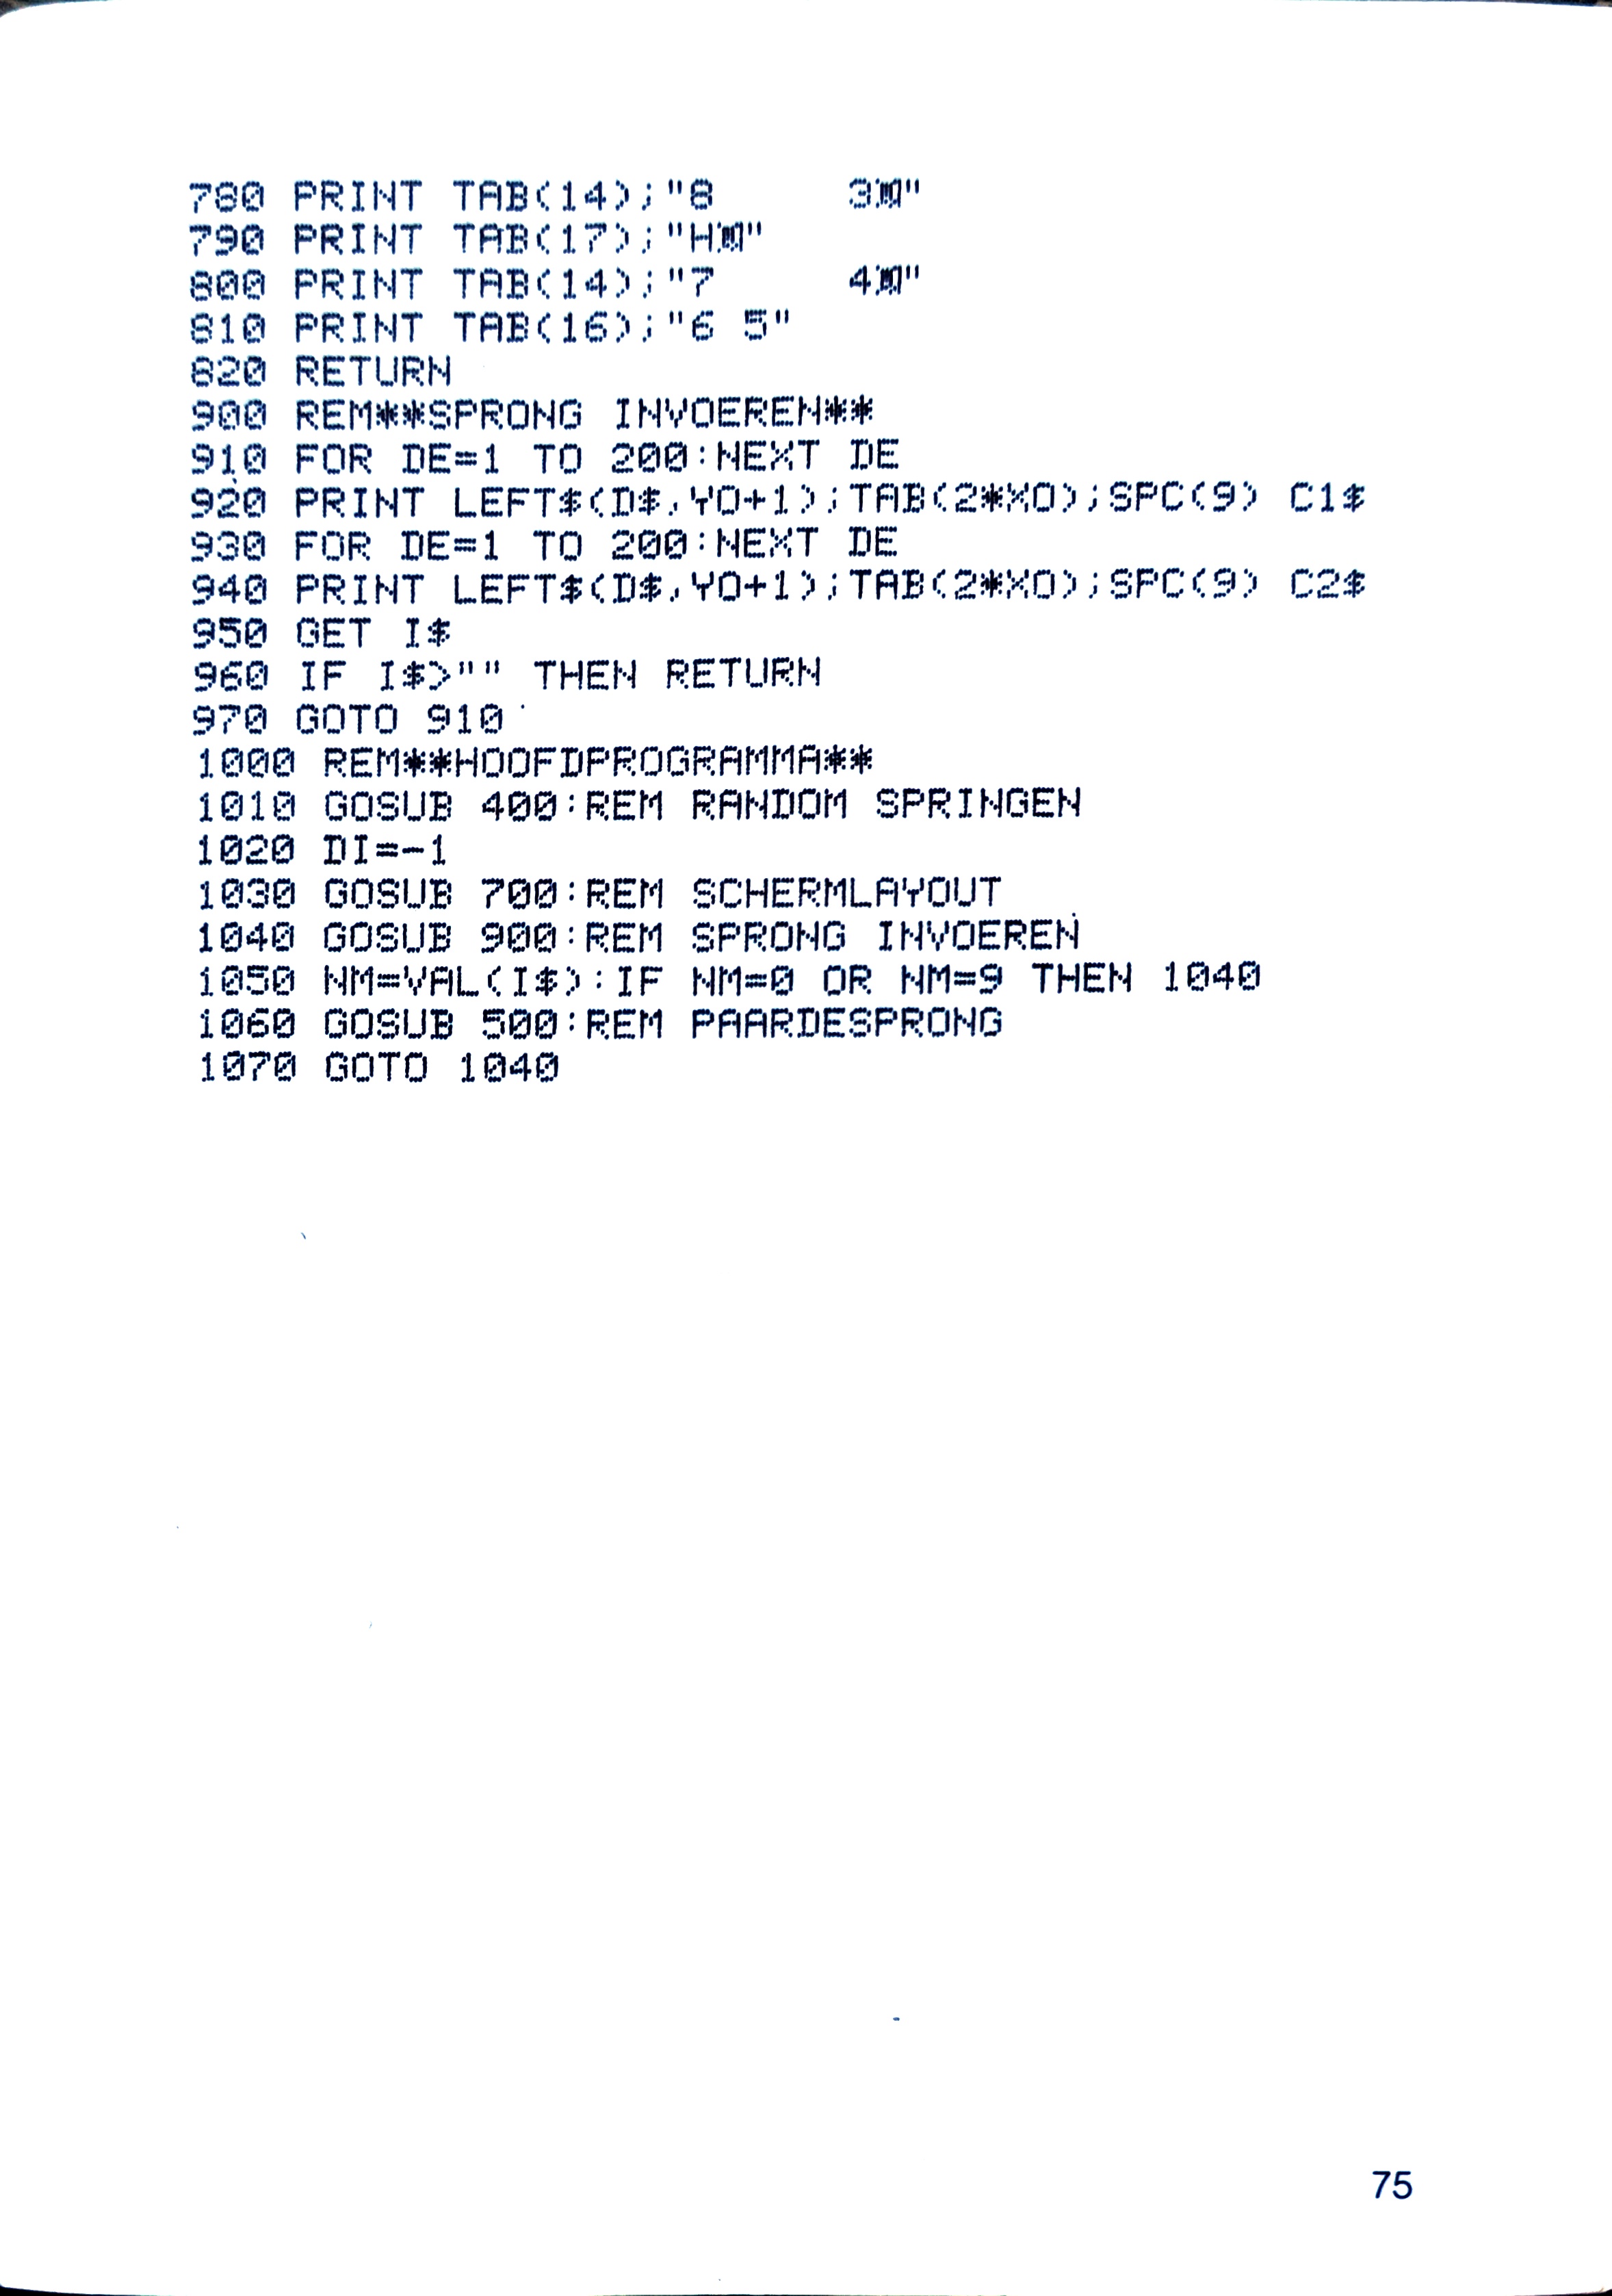 780 PRINT TAB(14);"8     3"
790 PRINT TAB(17);"H"
800 PRINT TAB(14);"7     4"
810 PRINT TAB(16);"6 5"
820 RETURN
900 REM**SPRONG INVOEREN**
910 FOR DE=1 TO 200:NEXT DE
920 PRINT LEFT$(D$,YO+1);TAB(2*XO);SPC(9) C1$
930 FOR DE=1 TO 200:NEXT DE
940 PRINT LEFT$(D$,YO+1);TAB(2*XO);SPC(9) C2$
950 GET I$
960 IF I$>"" THEN RETURN
970 GOTO 910
1000 REM**HOOFDPROGRAMMA**
1010 GOSUB 400:REM RANDOM SPRINGEN
1020 DI=-1
1030 GOSUB 700:REM SCHERMLAYOUT
1040 GOSUB 900:REM SPRONG INVOEREN
1050 NM=VAL(I$):IF NM=0 OR NM=9 THEN 1040
1060 GOSUB 500:REM PAARDESPRONG
1070 GOTO 1040
75